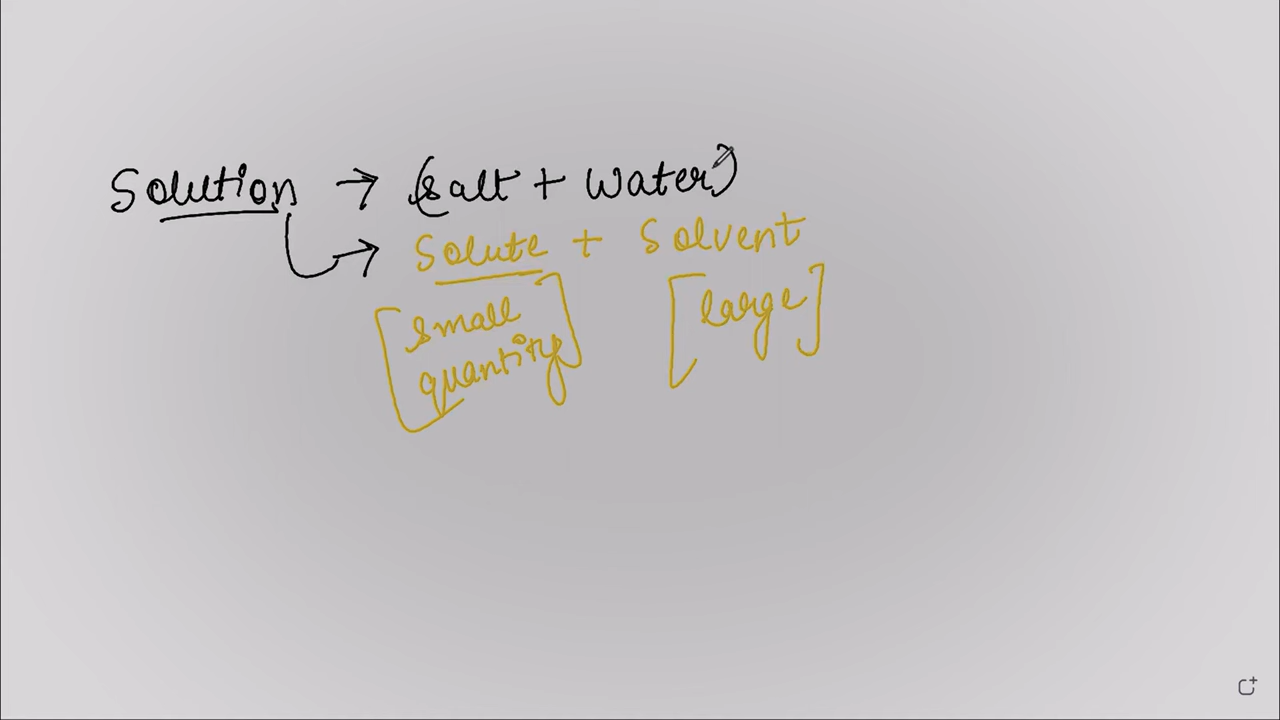 Solution → (salt + water)
→ Solute + Solvent
[small quantity] [large]